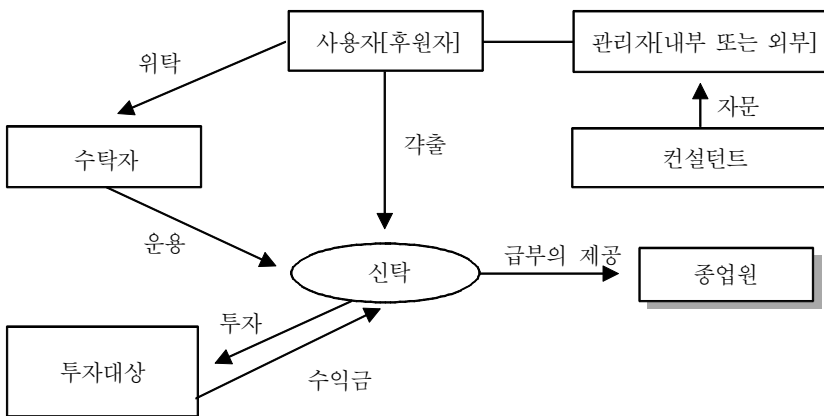 사용자[후원자]
관리자[내부 또는 외부]
위탁
자문
수탁자
갹출
컨설턴트
운용
신탁
급부의 제공
종업원
투자
투자대상
수익금